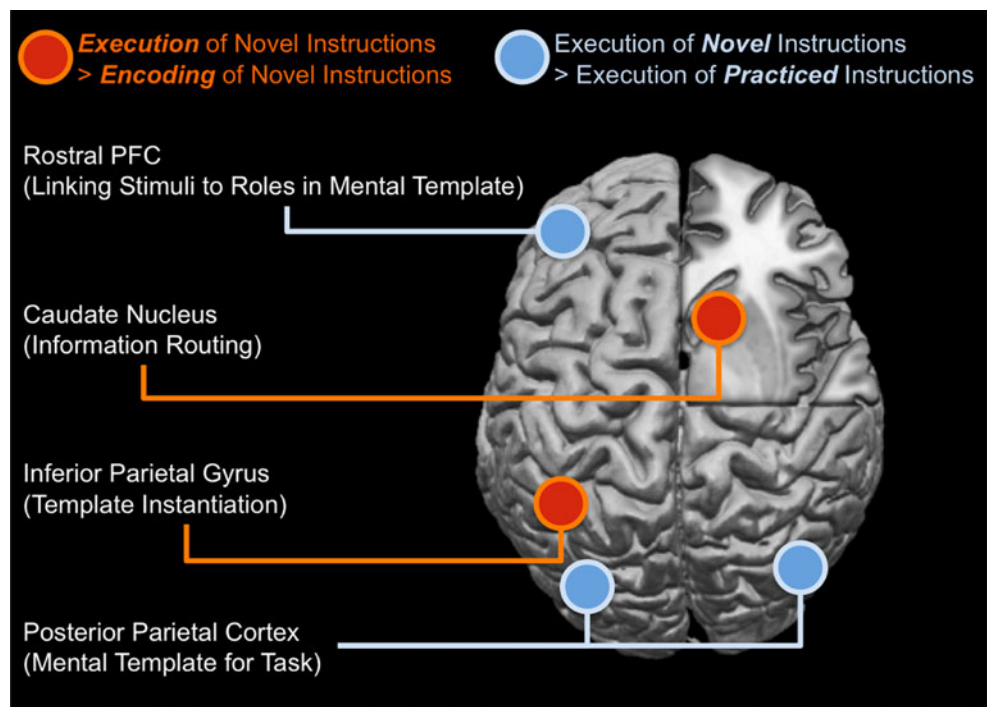 Execution of Novel Instructions
> Encoding of Novel Instructions
Execution of Novel Instructions
> Execution of Practiced Instructions
Rostral PFC
(Linking Stimuli to Roles in Mental Template)
Caudate Nucleus
(Information Routing)
Inferior Parietal Gyrus
(Template Instantiation)
Posterior Parietal Cortex
(Mental Template for Task)